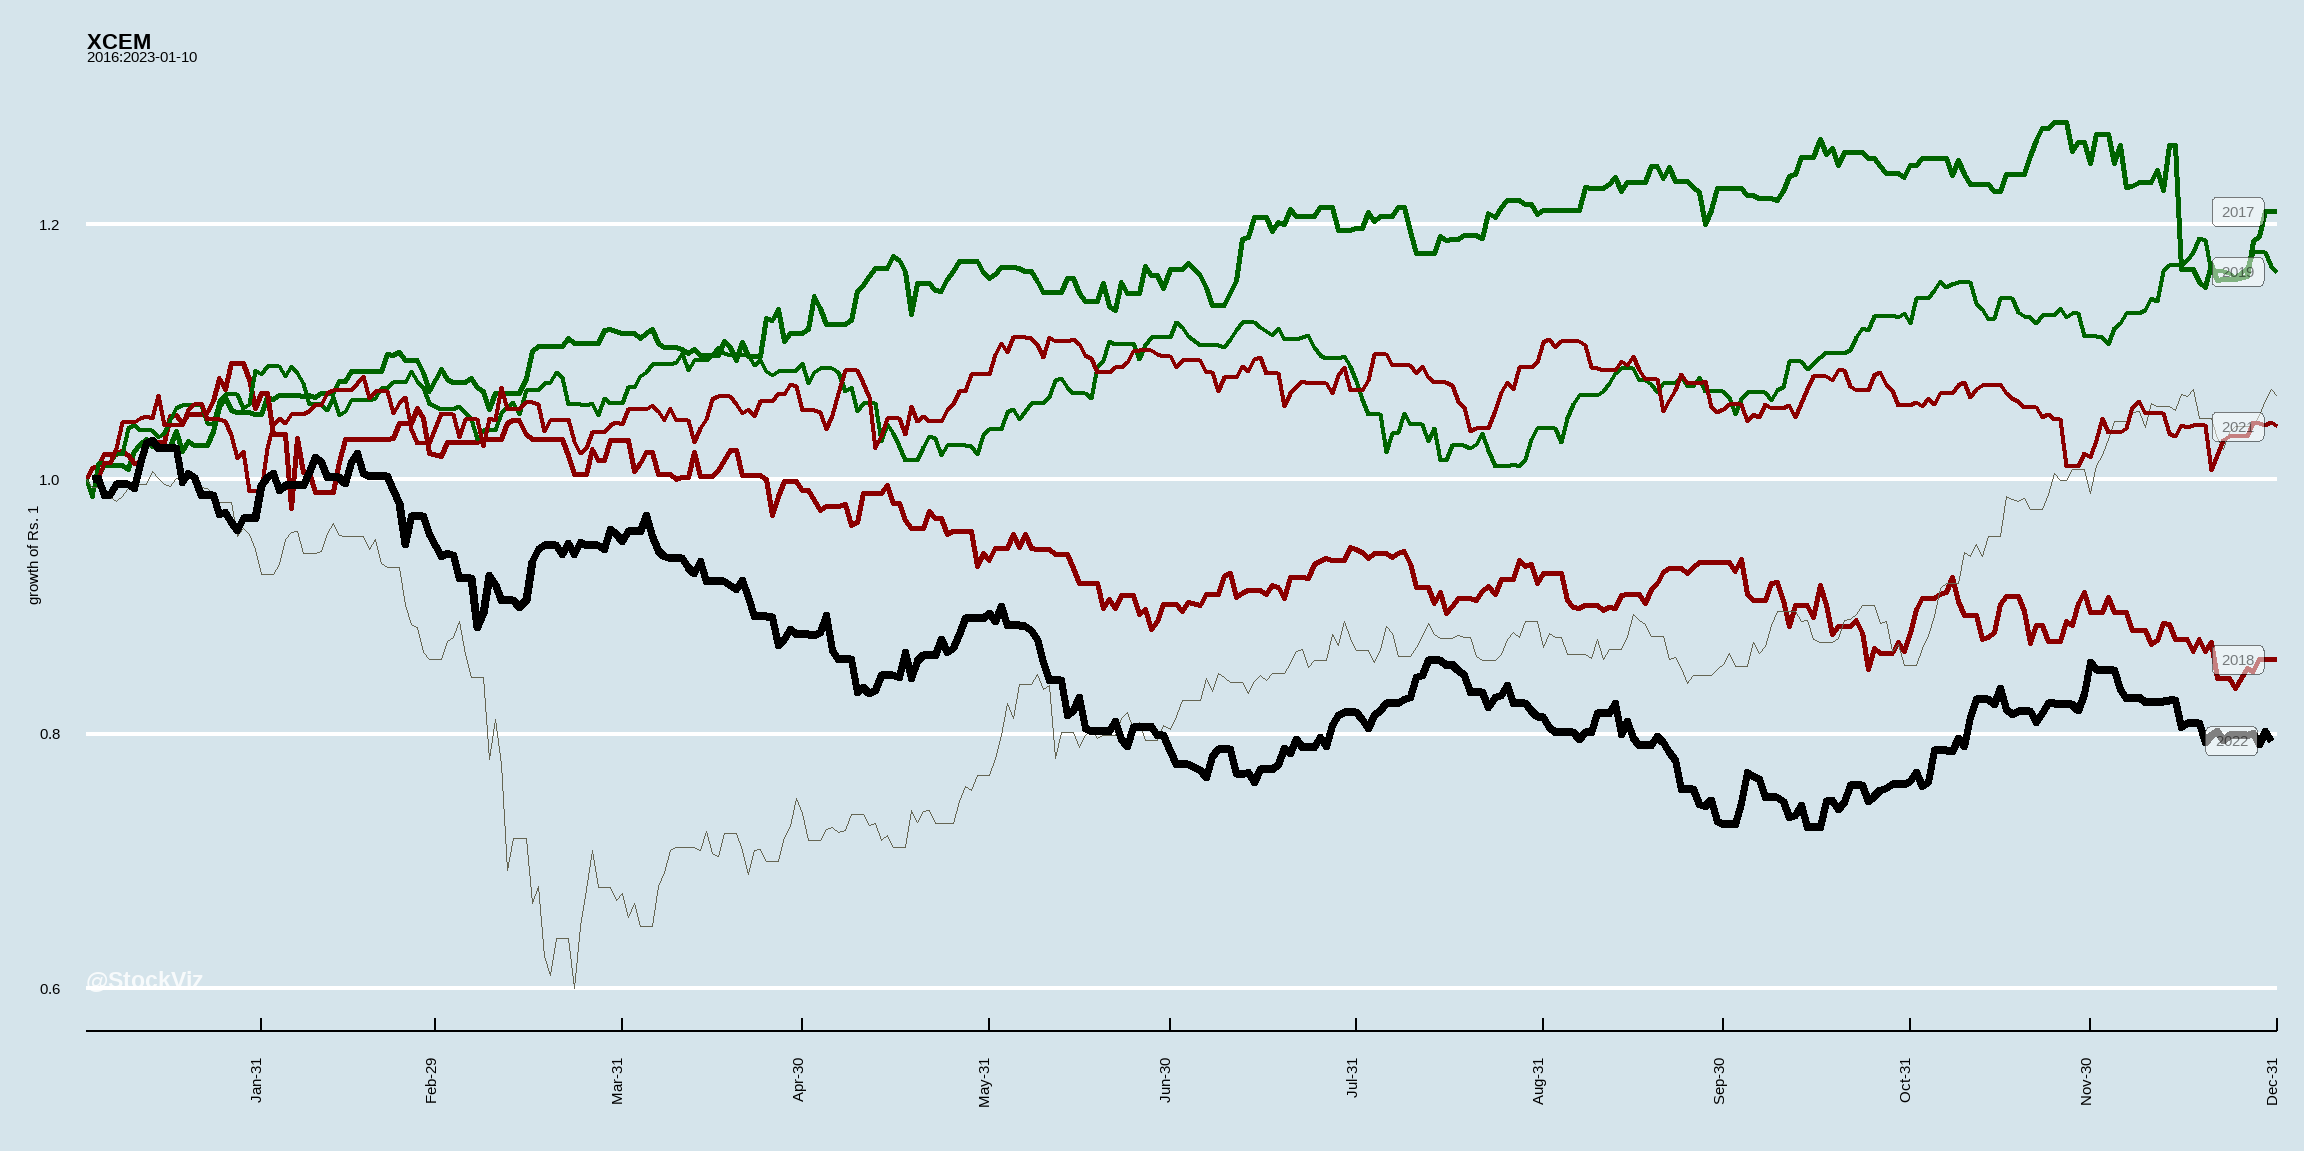 XCEM
2016:2023-01-10
1.2
1.0
0.8
0.6
growth of Rs. 1
2017
2019
2021
2018
2022
@StockViz
Jan-31
Feb-29
Mar-31
Apr-30
May-31
Jun-30
Jul-31
Aug-31
Sep-30
Oct-31
Nov-30
Dec-31